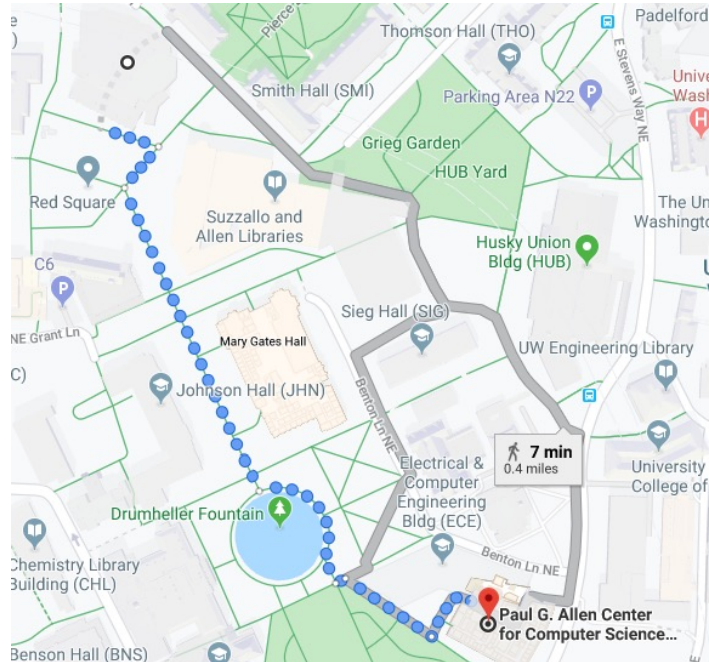 Pierce L
Thomson Hall (THO)
Padelford
Smith Hall (SMI)
Parking Area N22
E Stevens Way NE
Unive
Wash
Grieg Garden
HUB Yard
Red Square
Suzzallo and
Allen Libraries
The Un
Washingto
Husky Union
Bldg (HUB)
C6
Sieg Hall (SIG)
NE Grant Ln
Mary Gates Hall
UW Engineering Library
C)
Johnson Hall (JHN)
Benton Ln NE
7 min
0.4 miles
Electrical &
Computer
Engineering
Bldg (ECE)
University
College of
Drumheller Fountain
Chemistry Library
Building (CHL)
Benton Ln NE
Paul G. Allen Center
for Computer Science...
Benson Hall (BNS)